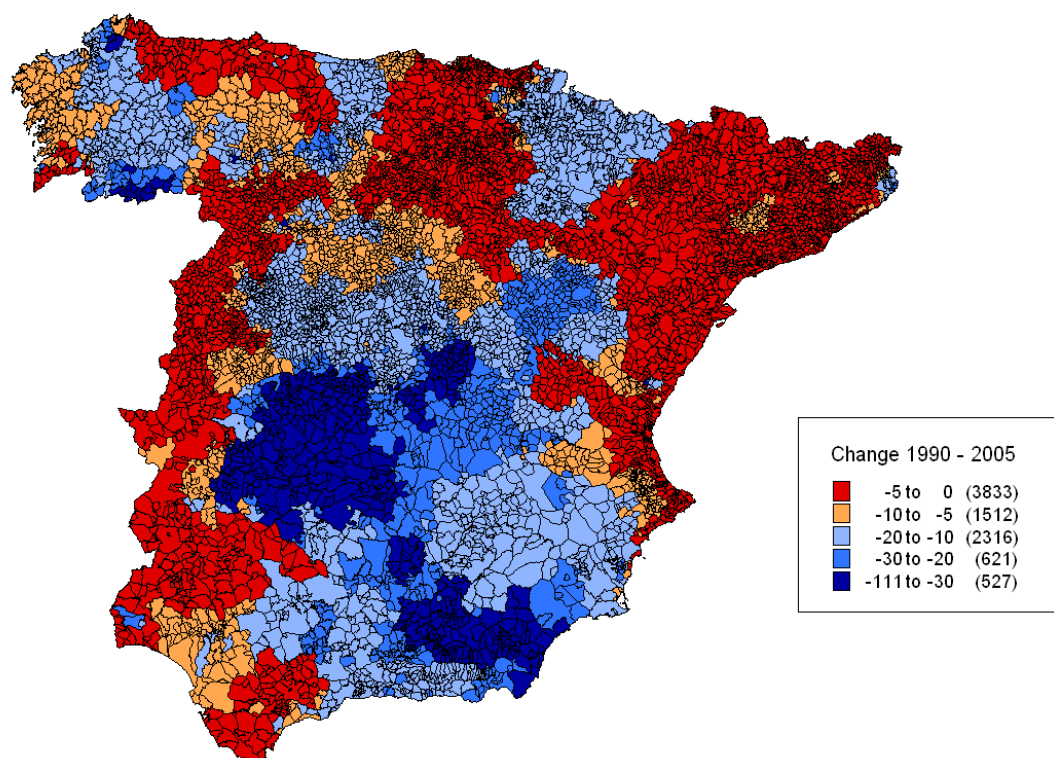 Change 1990 - 2005
-5 to 0 (3833)
-10 to -5 (1512)
-20 to -10 (2316)
-30 to -20 (621)
-111 to -30 (527)